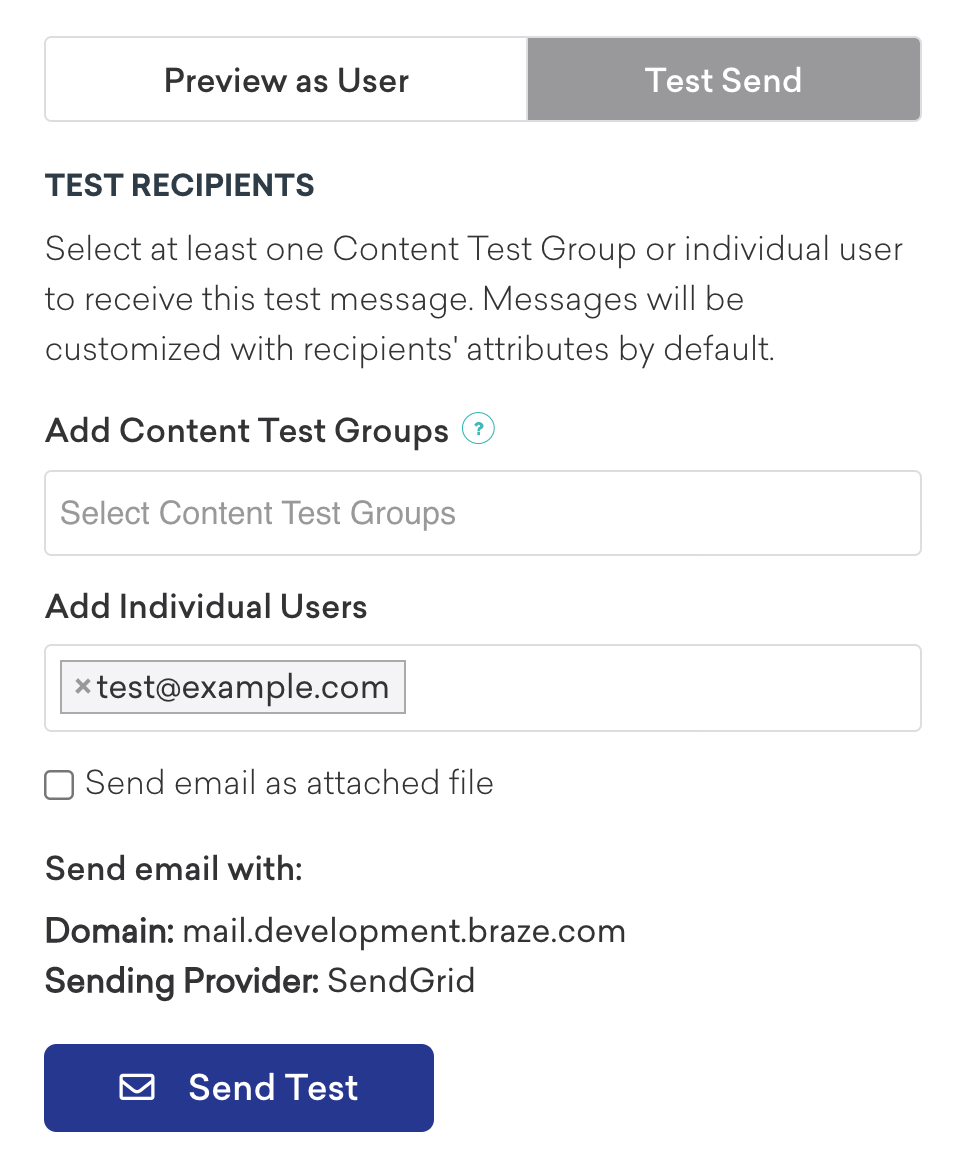 Preview as User
Test Send
TEST RECIPIENTS
Select at least one Content Test Group or individual user
to receive this test message. Messages will be
customized with recipients' attributes by default.
Add Content Test Groups ?
Select Content Test Groups
Add Individual Users
×test@example.com
Send email as attached file
Send email with:
Domain: mail.development.braze.com
Sending Provider: SendGrid
Send Test